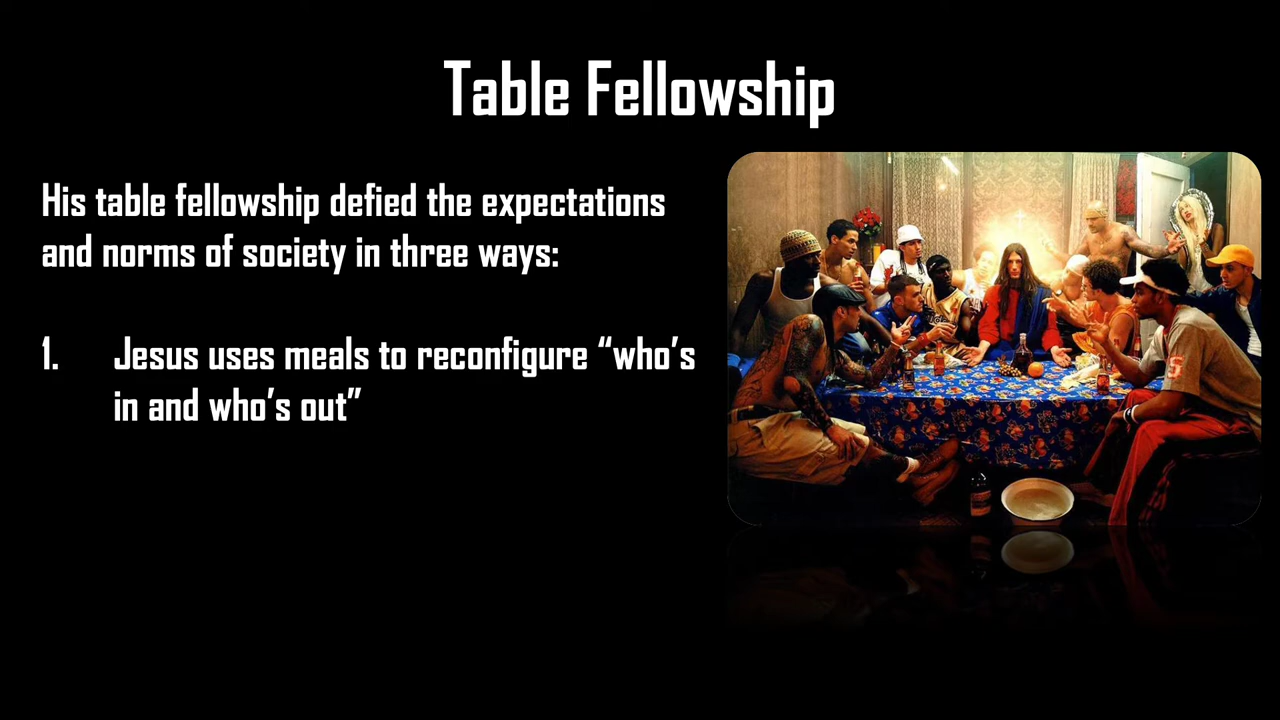 Table Fellowship
His table fellowship defied the expectations
and norms of society in three ways:
1. Jesus uses meals to reconfigure “who’s
in and who’s out”